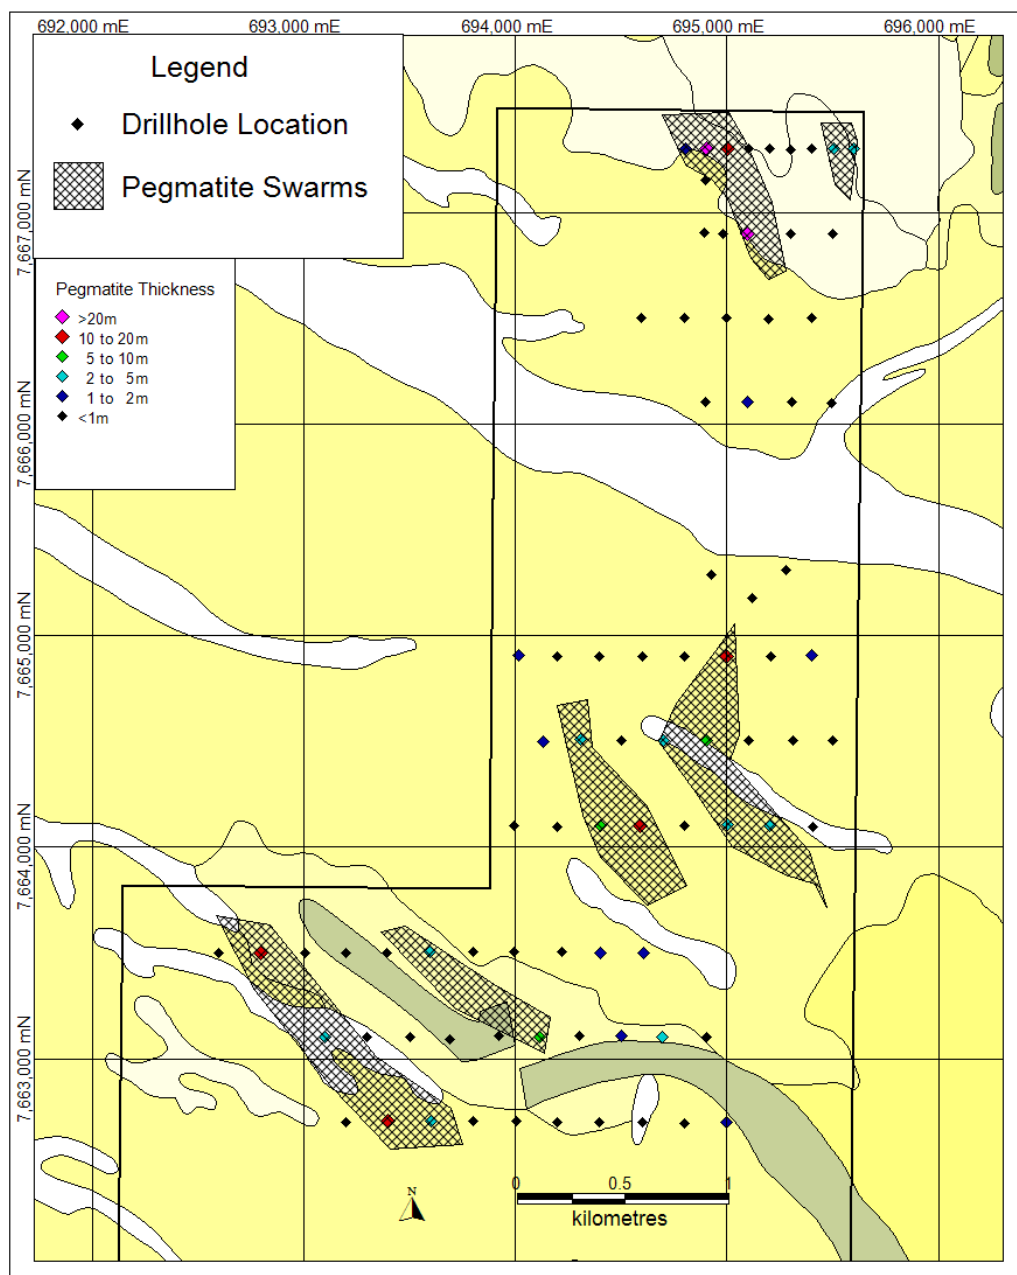 692,000 mE 693,000 mE 694,000 mE 695,000 mE 696,000 mE
Legend
Drillhole Location
Pegmatite Swarms
Pegmatite Thickness
>20m
10 to 20m
5 to 10m
2 to 5m
1 to 2m
<1m
7,667,000 mN
7,666,000 mN
7,665,000 mN
7,664,000 mN
7,663,000 mN
N
0 0.5 1
kilometres